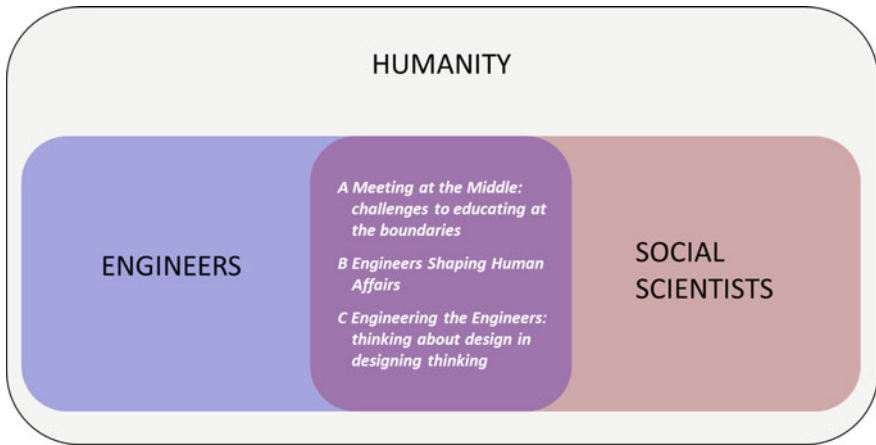 HUMANITY
ENGINEERS
A Meeting at the Middle:
challenges to educating at
the boundaries
B Engineers Shaping Human
Affairs
C Engineering the Engineers:
thinking about design in
designing thinking
SOCIAL
SCIENTISTS